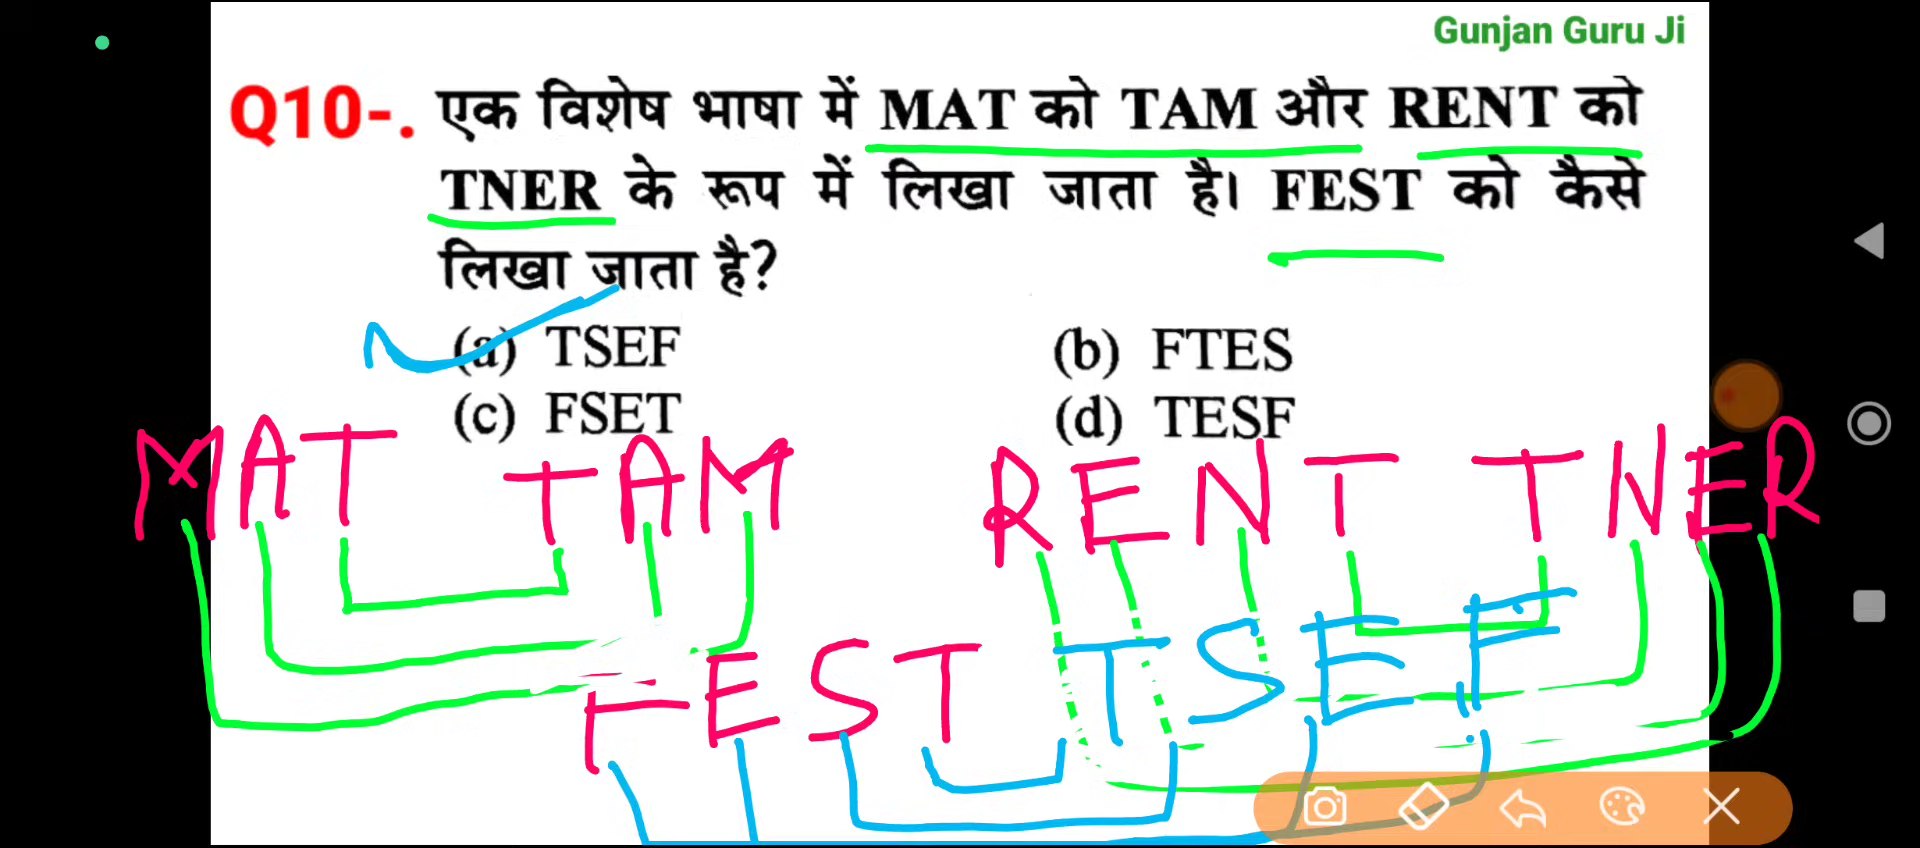 Gunjan Guru Ji
Q10-. एक विशेष भाषा में MAT को TAM और RENT को
TNER के रूप में लिखा जाता है। FEST को कैसे
लिखा जाता है?
(a) TSEF
(b) FTES
(c) FSET
(d) TESF
MAT TAM RENT TNER
FEST TSEF